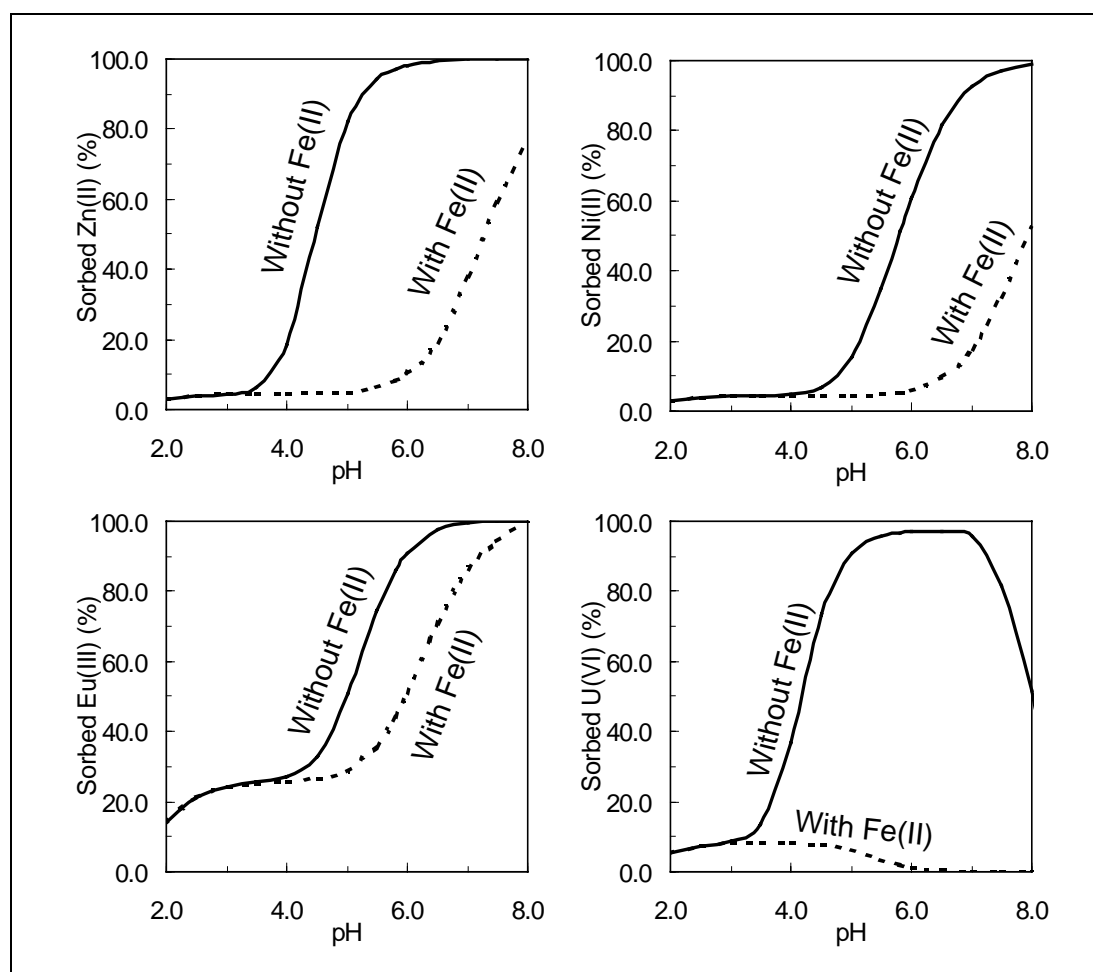 Sorbed Zn(II) (%)
100.0
80.0
60.0
40.0
20.0
0.0
Without Fe(II)
With Fe(II)
2.0 4.0 6.0 8.0
pH
Sorbed Ni(II) (%)
100.0
80.0
60.0
40.0
20.0
0.0
Without Fe(II)
With Fe(II)
2.0 4.0 6.0 8.0
pH
Sorbed Eu(III) (%)
100.0
80.0
60.0
40.0
20.0
0.0
Without Fe(II)
With Fe(II)
2.0 4.0 6.0 8.0
pH
Sorbed U(VI) (%)
100.0
80.0
60.0
40.0
20.0
0.0
Without Fe(II)
With Fe(II)
2.0 4.0 6.0 8.0
pH